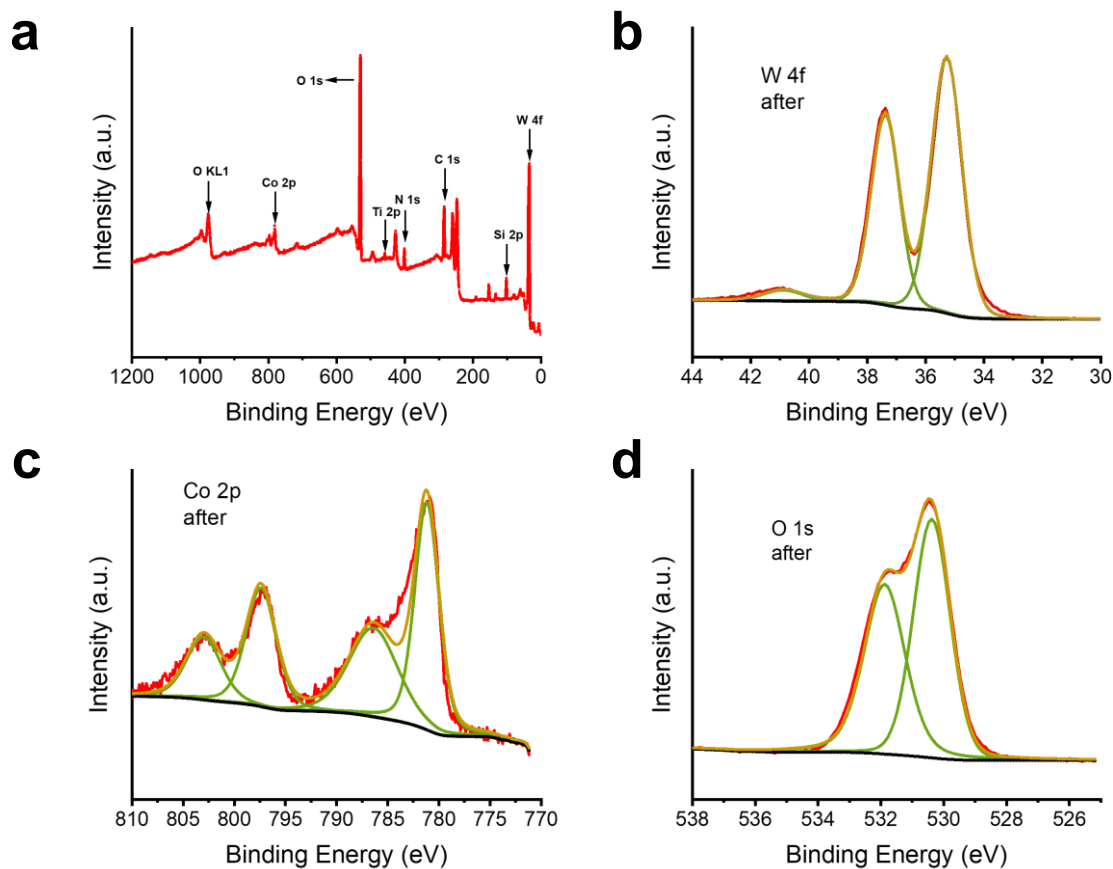 a
O 1s
W 4f
C 1s
O KL1
Co 2p
N 1s
Ti 2p
Si 2p
Intensity (a.u.)
1200 1000 800 600 400 200 0
Binding Energy (eV)
b
W 4f
after
Intensity (a.u.)
44 42 40 38 36 34 32 30
Binding Energy (eV)
c
Co 2p
after
Intensity (a.u.)
810 805 800 795 790 785 780 775 770
Binding Energy (eV)
d
O 1s
after
Intensity (a.u.)
538 536 534 532 530 528 526
Binding Energy (eV)